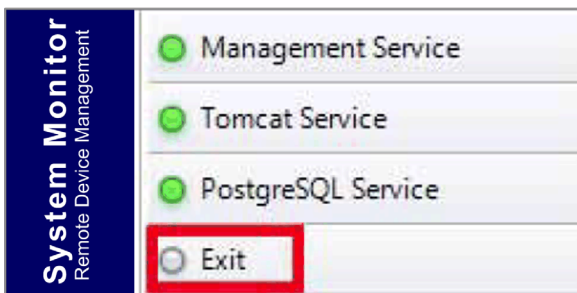 System Monitor
Remote Device Management
Management Service
Tomcat Service
PostgreSQL Service
Exit